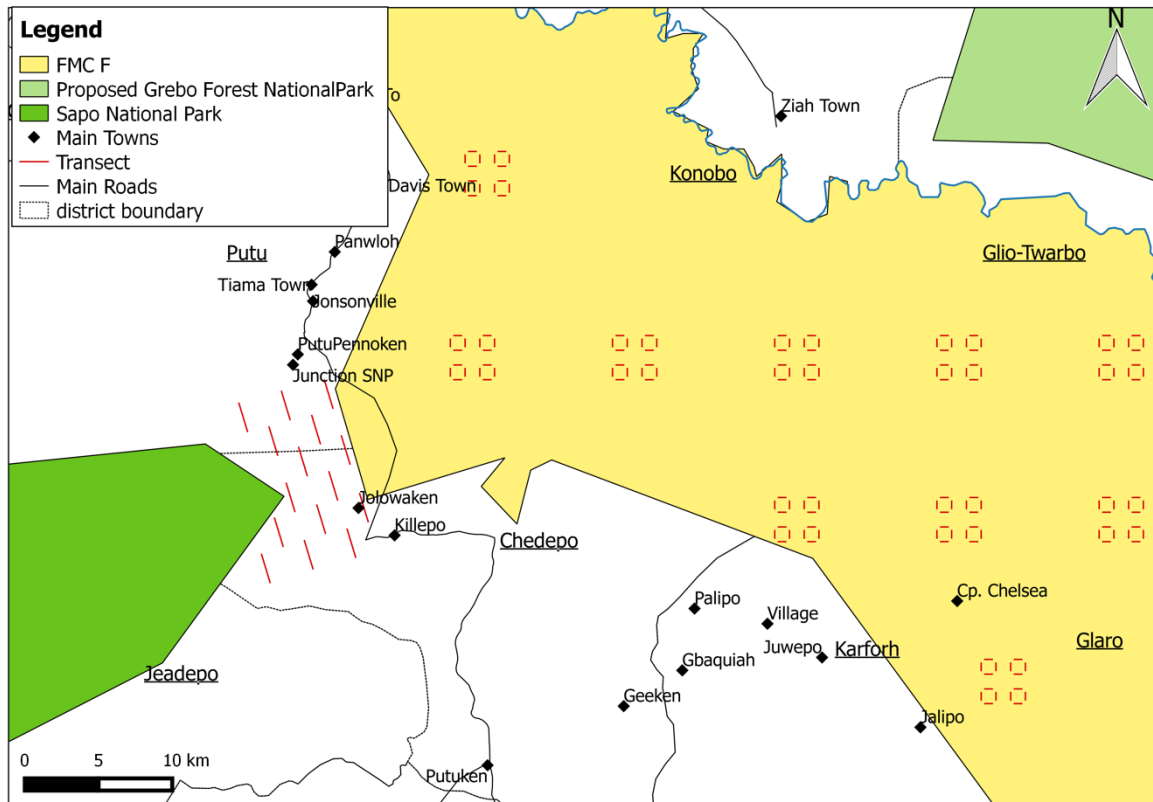 Legend
FMC F
Proposed Grebo Forest NationalPark
Sapo National Park
Main Towns
Transect
Main Roads
district boundary
N
To
Ziah Town
Konobo
Davis Town
Panwloh
Putu
Glio-Twarbo
Tiama Town
Jonsonville
PutuPennoken
Junction SNP
Jolowaken
Killepo
Chedepo
Cp. Chelsea
Palipo
Village
Juwepo
Karforh
Glaro
Gbaquiah
Jeadepo
Geeken
Jalipo
0 5 10 km
Putuken